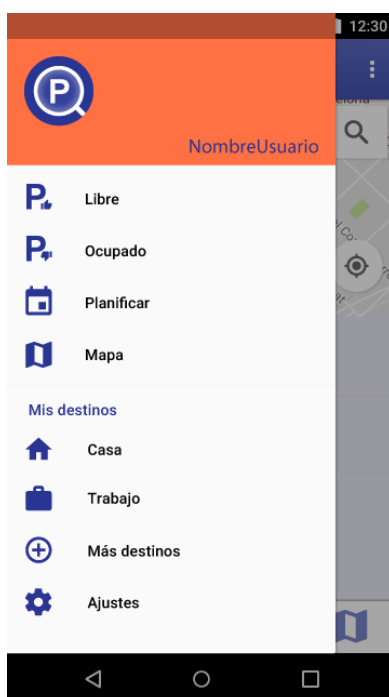 12:30
P
NombreUsuario
P Libre
P Ocupado
Planificar
Mapa
Mis destinos
Casa
Trabajo
Más destinos
Ajustes